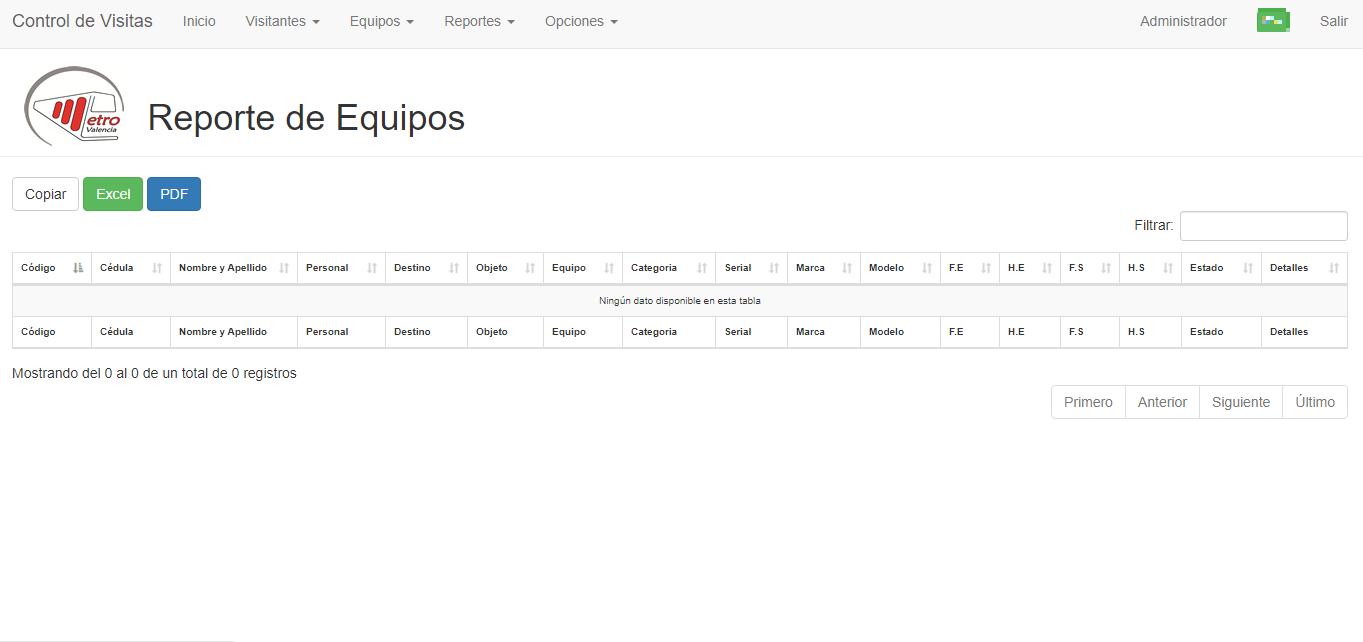 Control de Visitas Inicio Visitantes Equipos Reportes Opciones Administrador Salir
etro
Valencia
Reporte de Equipos
Copiar Excel PDF
Filtrar:
Código Cédula Nombre y Apellido Personal Destino Objeto Equipo Categoria Serial Marca Modelo F.E H.E F.S H.S Estado Detalles
Ningún dato disponible en esta tabla
Código Cédula Nombre y Apellido Personal Destino Objeto Equipo Categoria Serial Marca Modelo F.E H.E F.S H.S Estado Detalles
Mostrando del 0 al 0 de un total de 0 registros
Primero Anterior Siguiente Último